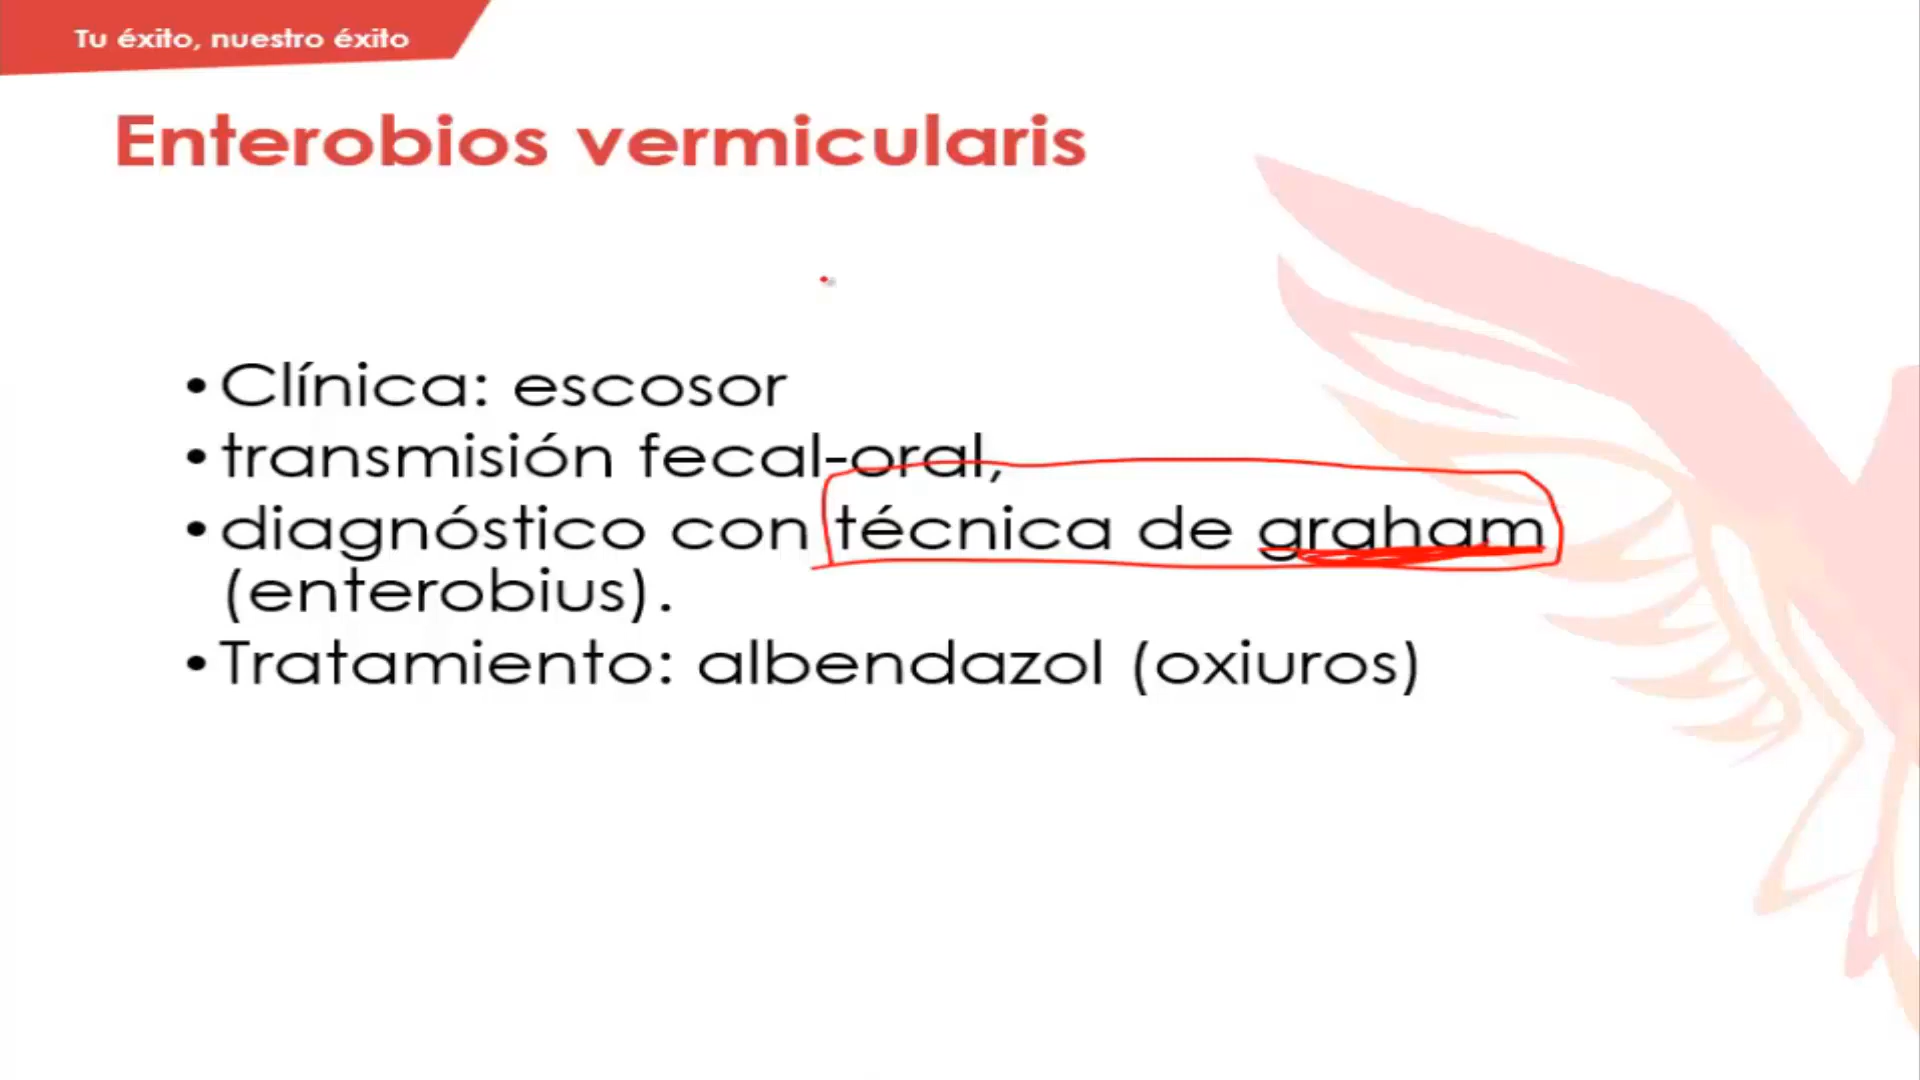 Tu éxito, nuestro éxito
Enterobios vermicularis
• Clínica: escosor
• transmisión fecal-oral,
• diagnóstico con técnica de graham
(enterobius).
• Tratamiento: albendazol (oxiuros)